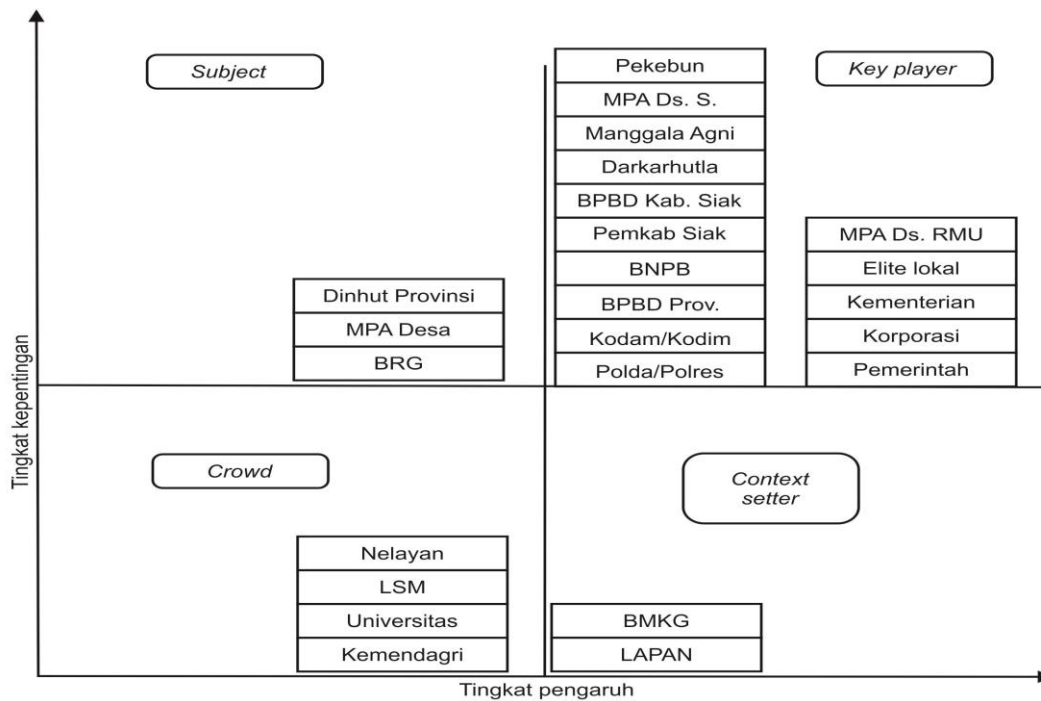 Subject
Key player
Pekebun
MPA Ds. S.
Manggala Agni
Darkarhutla
BPBD Kab. Siak
Pemkab Siak
BNPB
BPBD Prov.
Kodam/Kodim
Polda/Polres
MPA Ds. RMU
Elite lokal
Kementerian
Korporasi
Pemerintah
Dinhut Provinsi
MPA Desa
BRG
Tingkat kepentingan
Crowd
Context
setter
Nelayan
LSM
Universitas
Kemendagri
BMKG
LAPAN
Tingkat pengaruh